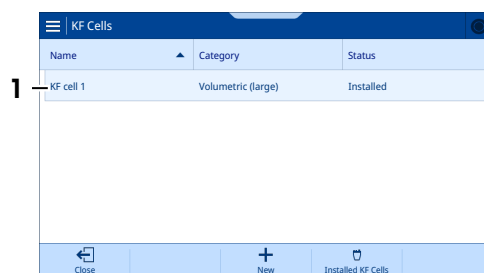 KF Cells
Name Category Status
1 KF cell 1 Volumetric (large) Installed
Close New Installed KF Cells